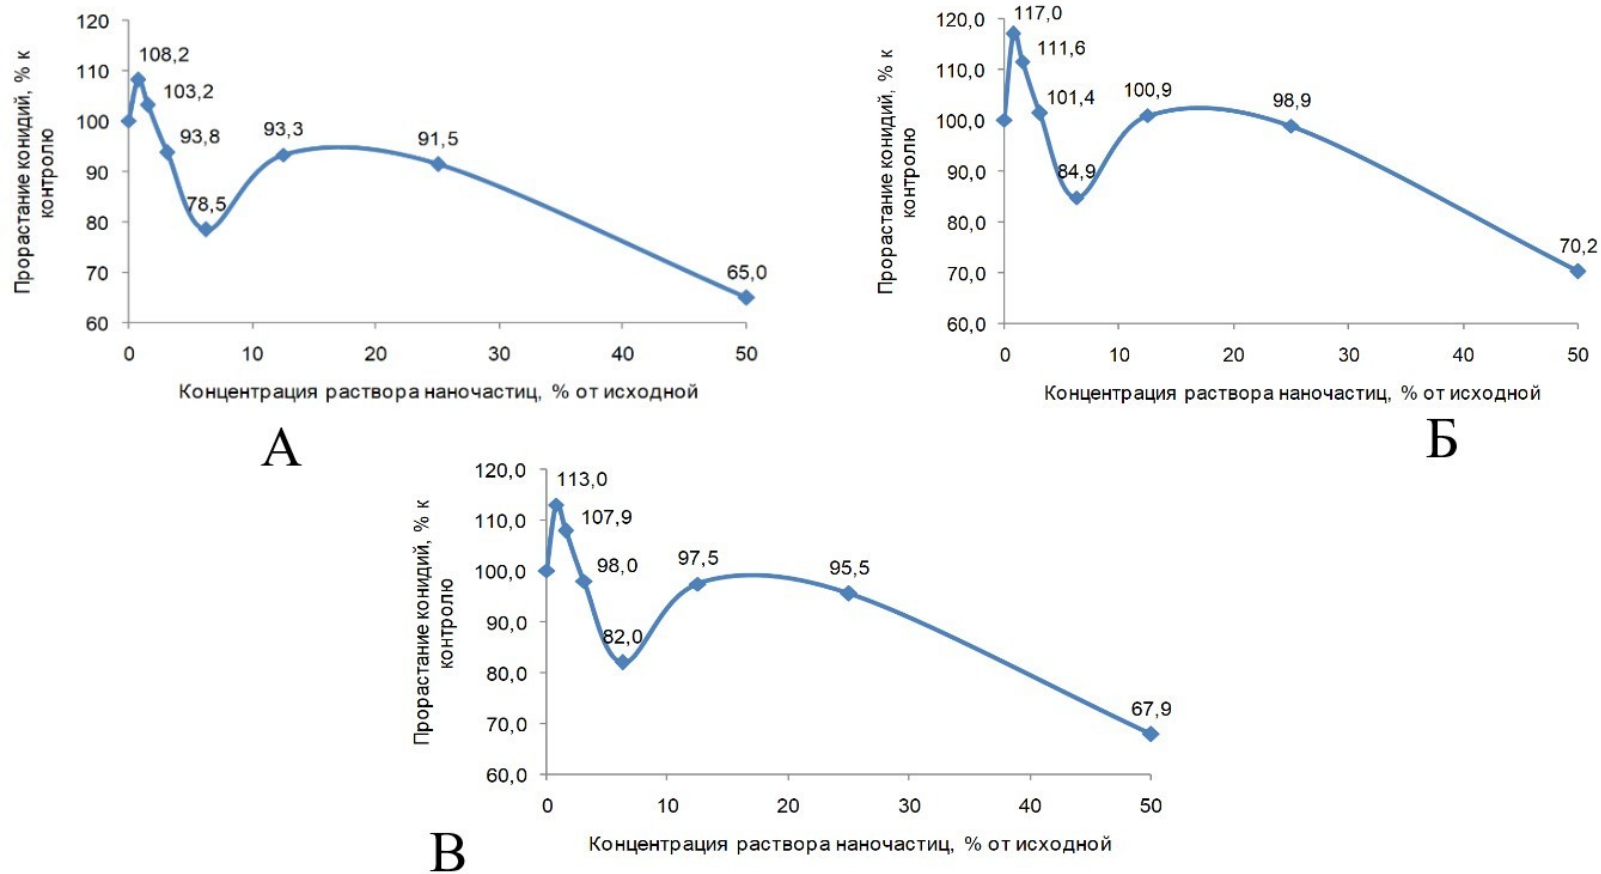 120
110
100
90
80
70
60
108,2
103,2
93,8
78,5
93,3
91,5
65,0
0 10 20 30 40 50
Прорастание конидий, % к
контролю
Концентрация раствора наночастиц, % от исходной
А
120,0
110,0
100,0
90,0
80,0
70,0
60,0
117,0
111,6
101,4
84,9
100,9
98,9
70,2
0 10 20 30 40 50
Прорастание конидий, % к
контролю
Концентрация раствора наночастиц, % от исходной
Б
120,0
110,0
100,0
90,0
80,0
70,0
60,0
113,0
107,9
98,0
82,0
97,5
95,5
67,9
0 10 20 30 40 50
Прорастание конидий, % к
контролю
Концентрация раствора наночастиц, % от исходной
В